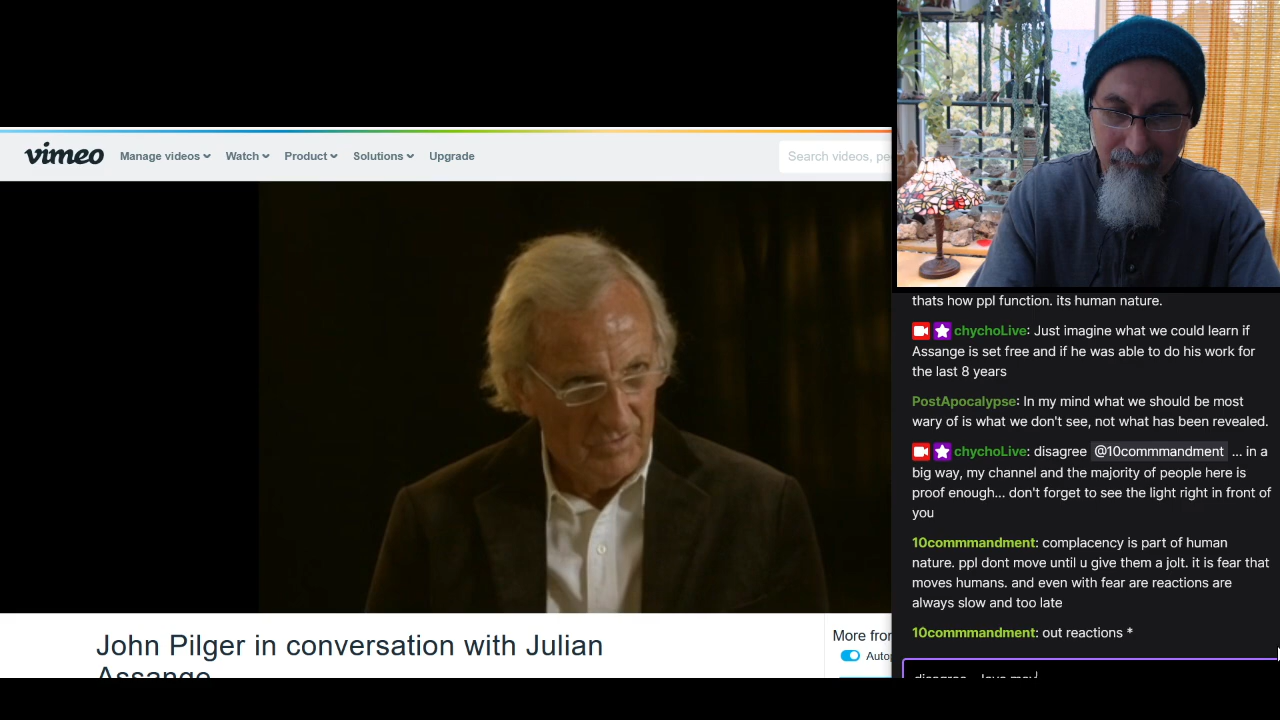 vimeo
Manage videos
Watch
Product
Solutions
Upgrade
Search videos, pe
John Pilger in conversation with Julian
Assange
More from
Autop
thats how ppl function. its human nature.
chychoLive: Just imagine what we could learn if
Assange is set free and if he was able to do his work for
the last 8 years
PostApocalypse: In my mind what we should be most
wary of is what we don't see, not what has been revealed.
chychoLive: disagree @10commmandment ... in a
big way, my channel and the majority of people here is
proof enough... don't forget to see the light right in front of
you
10commmandment: complacency is part of human
nature. ppl dont move until u give them a jolt. it is fear that
moves humans. and even with fear are reactions are
always slow and too late
10commmandment: out reactions *